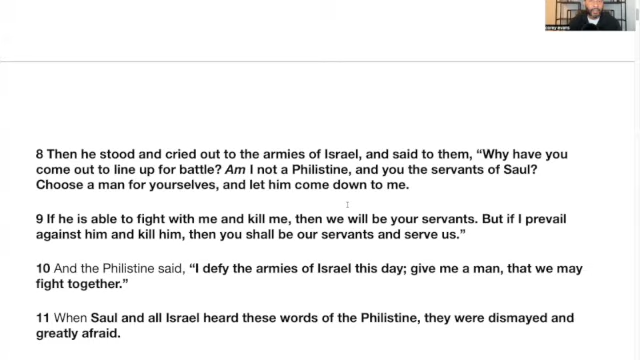 corey evans
8 Then he stood and cried out to the armies of Israel, and said to them, “Why have you
come out to line up for battle? Am I not a Philistine, and you the servants of Saul?
Choose a man for yourselves, and let him come down to me.
9 If he is able to fight with me and kill me, then we will be your servants. But if I prevail
against him and kill him, then you shall be our servants and serve us.”
10 And the Philistine said, “I defy the armies of Israel this day; give me a man, that we may
fight together.”
11 When Saul and all Israel heard these words of the Philistine, they were dismayed and
greatly afraid.